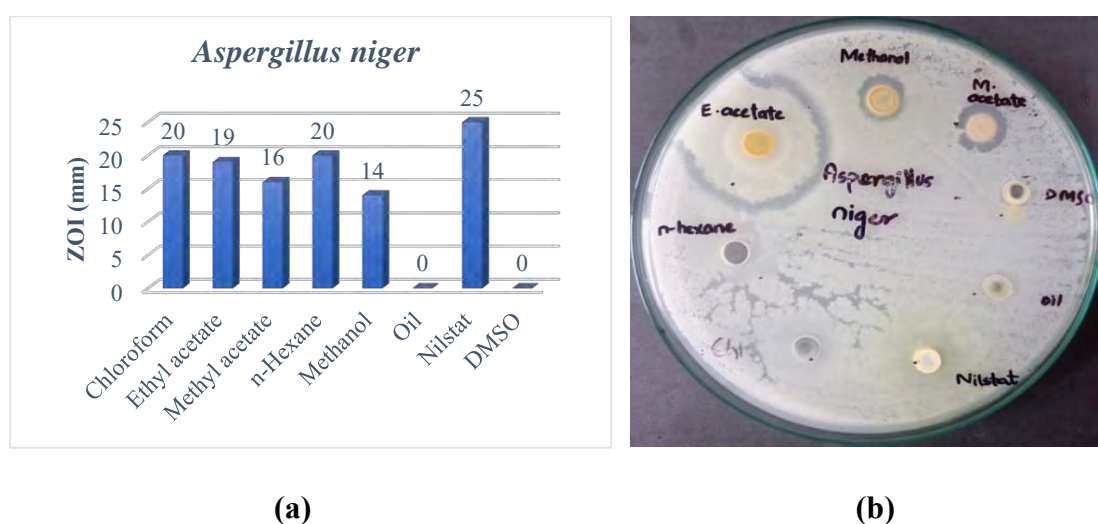 Aspergillus niger
ZOI (mm)
25
20
15
10
5
0
20
19
16
20
14
0
25
0
Chloroform
Ethyl acetate
Methyl acetate
n-Hexane
Methanol
Oil
Nilstat
DMSO
(a)
Methanol
M.
acetate
E. acetate
Aspergillus
niger
DMSO
n-hexane
oil
Chl
Nilstat
(b)